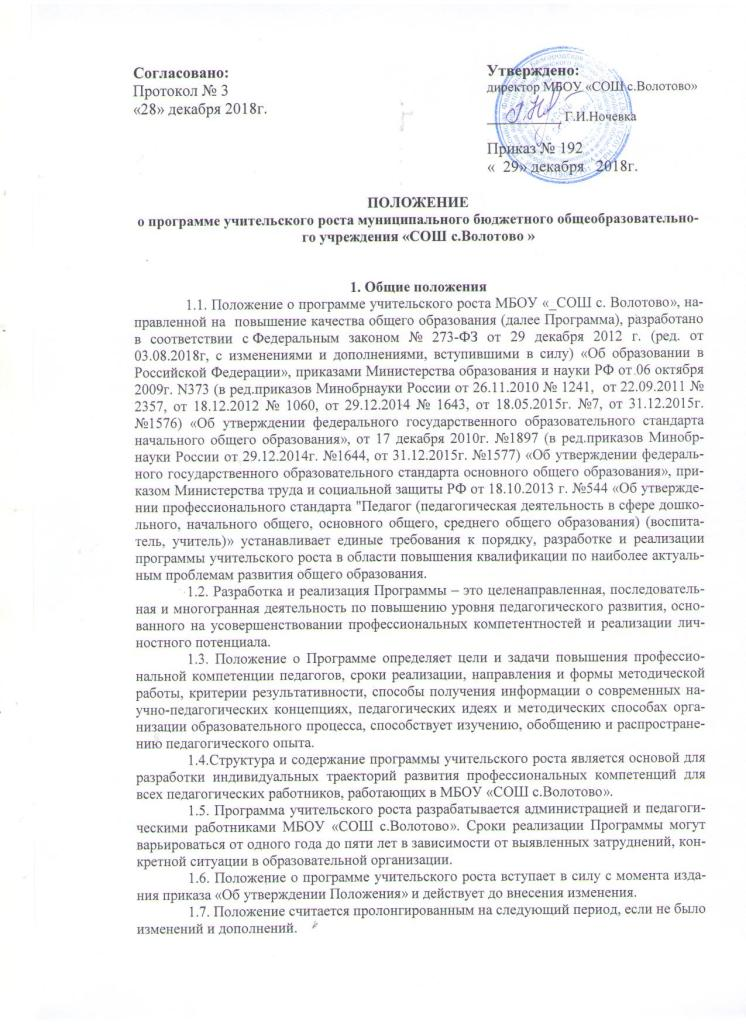 Согласовано:
Протокол № 3
«28» декабря 2018г.
Утверждено:
директор МБОУ «СОШ с.Волотово»
Г.И.Ночевка
Приказ № 192
« 29» декабря 2018г.
ПОЛОЖЕНИЕ
о программе учительского роста муниципального бюджетного общеобразовательно-
го учреждения «СОШ с.Волотово »
1. Общие положения
1.1. Положение о программе учительского роста МБОУ «_СОШ с. Волотово», на-
правленной на повышение качества общего образования (далее Программа), разработано
в соответствии с Федеральным законом № 273-ФЗ от 29 декабря 2012 г. (ред. от
03.08.2018г, с изменениями и дополнениями, вступившими в силу) «Об образовании в
Российской Федерации», приказами Министерства образования и науки РФ от 06 октября
2009г. N373 (в ред.приказов Минобрнауки России от 26.11.2010 № 1241, от 22.09.2011 №
2357, от 18.12.2012 № 1060, от 29.12.2014 № 1643, от 18.05.2015г. №7, от 31.12.2015г.
№1576) «Об утверждении федерального государственного образовательного стандарта
начального общего образования», от 17 декабря 2010г. №1897 (в ред.приказов Минобр-
науки России от 29.12.2014г. №1644, от 31.12.2015г. №1577) «Об утверждении федераль-
ного государственного образовательного стандарта основного общего образования», при-
казом Министерства труда и социальной защиты РФ от 18.10.2013 г. №544 «Об утвержде-
нии профессионального стандарта "Педагог (педагогическая деятельность в сфере дошко-
льного, начального общего, основного общего, среднего общего образования) (воспита-
тель, учитель)» устанавливает единые требования к порядку, разработке и реализации
программы учительского роста в области повышения квалификации по наиболее актуаль-
ным проблемам развития общего образования.
1.2. Разработка и реализация Программы – это целенаправленная, последователь-
ная и многогранная деятельность по повышению уровня педагогического развития, осно-
ванного на усовершенствовании профессиональных компетентностей и реализации лич-
ностного потенциала.
1.3. Положение о Программе определяет цели и задачи повышения профессио-
нальной компетенции педагогов, сроки реализации, направления и формы методической
работы, критерии результативности, способы получения информации о современных на-
учно-педагогических концепциях, педагогических идеях и методических способах орга-
низации образовательного процесса, способствует изучению, обобщению и распростране-
нию педагогического опыта.
1.4.Структура и содержание программы учительского роста является основой для
разработки индивидуальных траекторий развития профессиональных компетенций для
всех педагогических работников, работающих в МБОУ «СОШ с.Волотово».
1.5. Программа учительского роста разрабатывается администрацией и педагоги-
ческими работниками МБОУ «СОШ с.Волотово». Сроки реализации Программы могут
варьироваться от одного года до пяти лет в зависимости от выявленных затруднений, кон-
кретной ситуации в образовательной организации.
1.6. Положение о программе учительского роста вступает в силу с момента изда-
ния приказа «Об утверждении Положения» и действует до внесения изменения.
1.7. Положение считается пролонгированным на следующий период, если не было
изменений и дополнений.